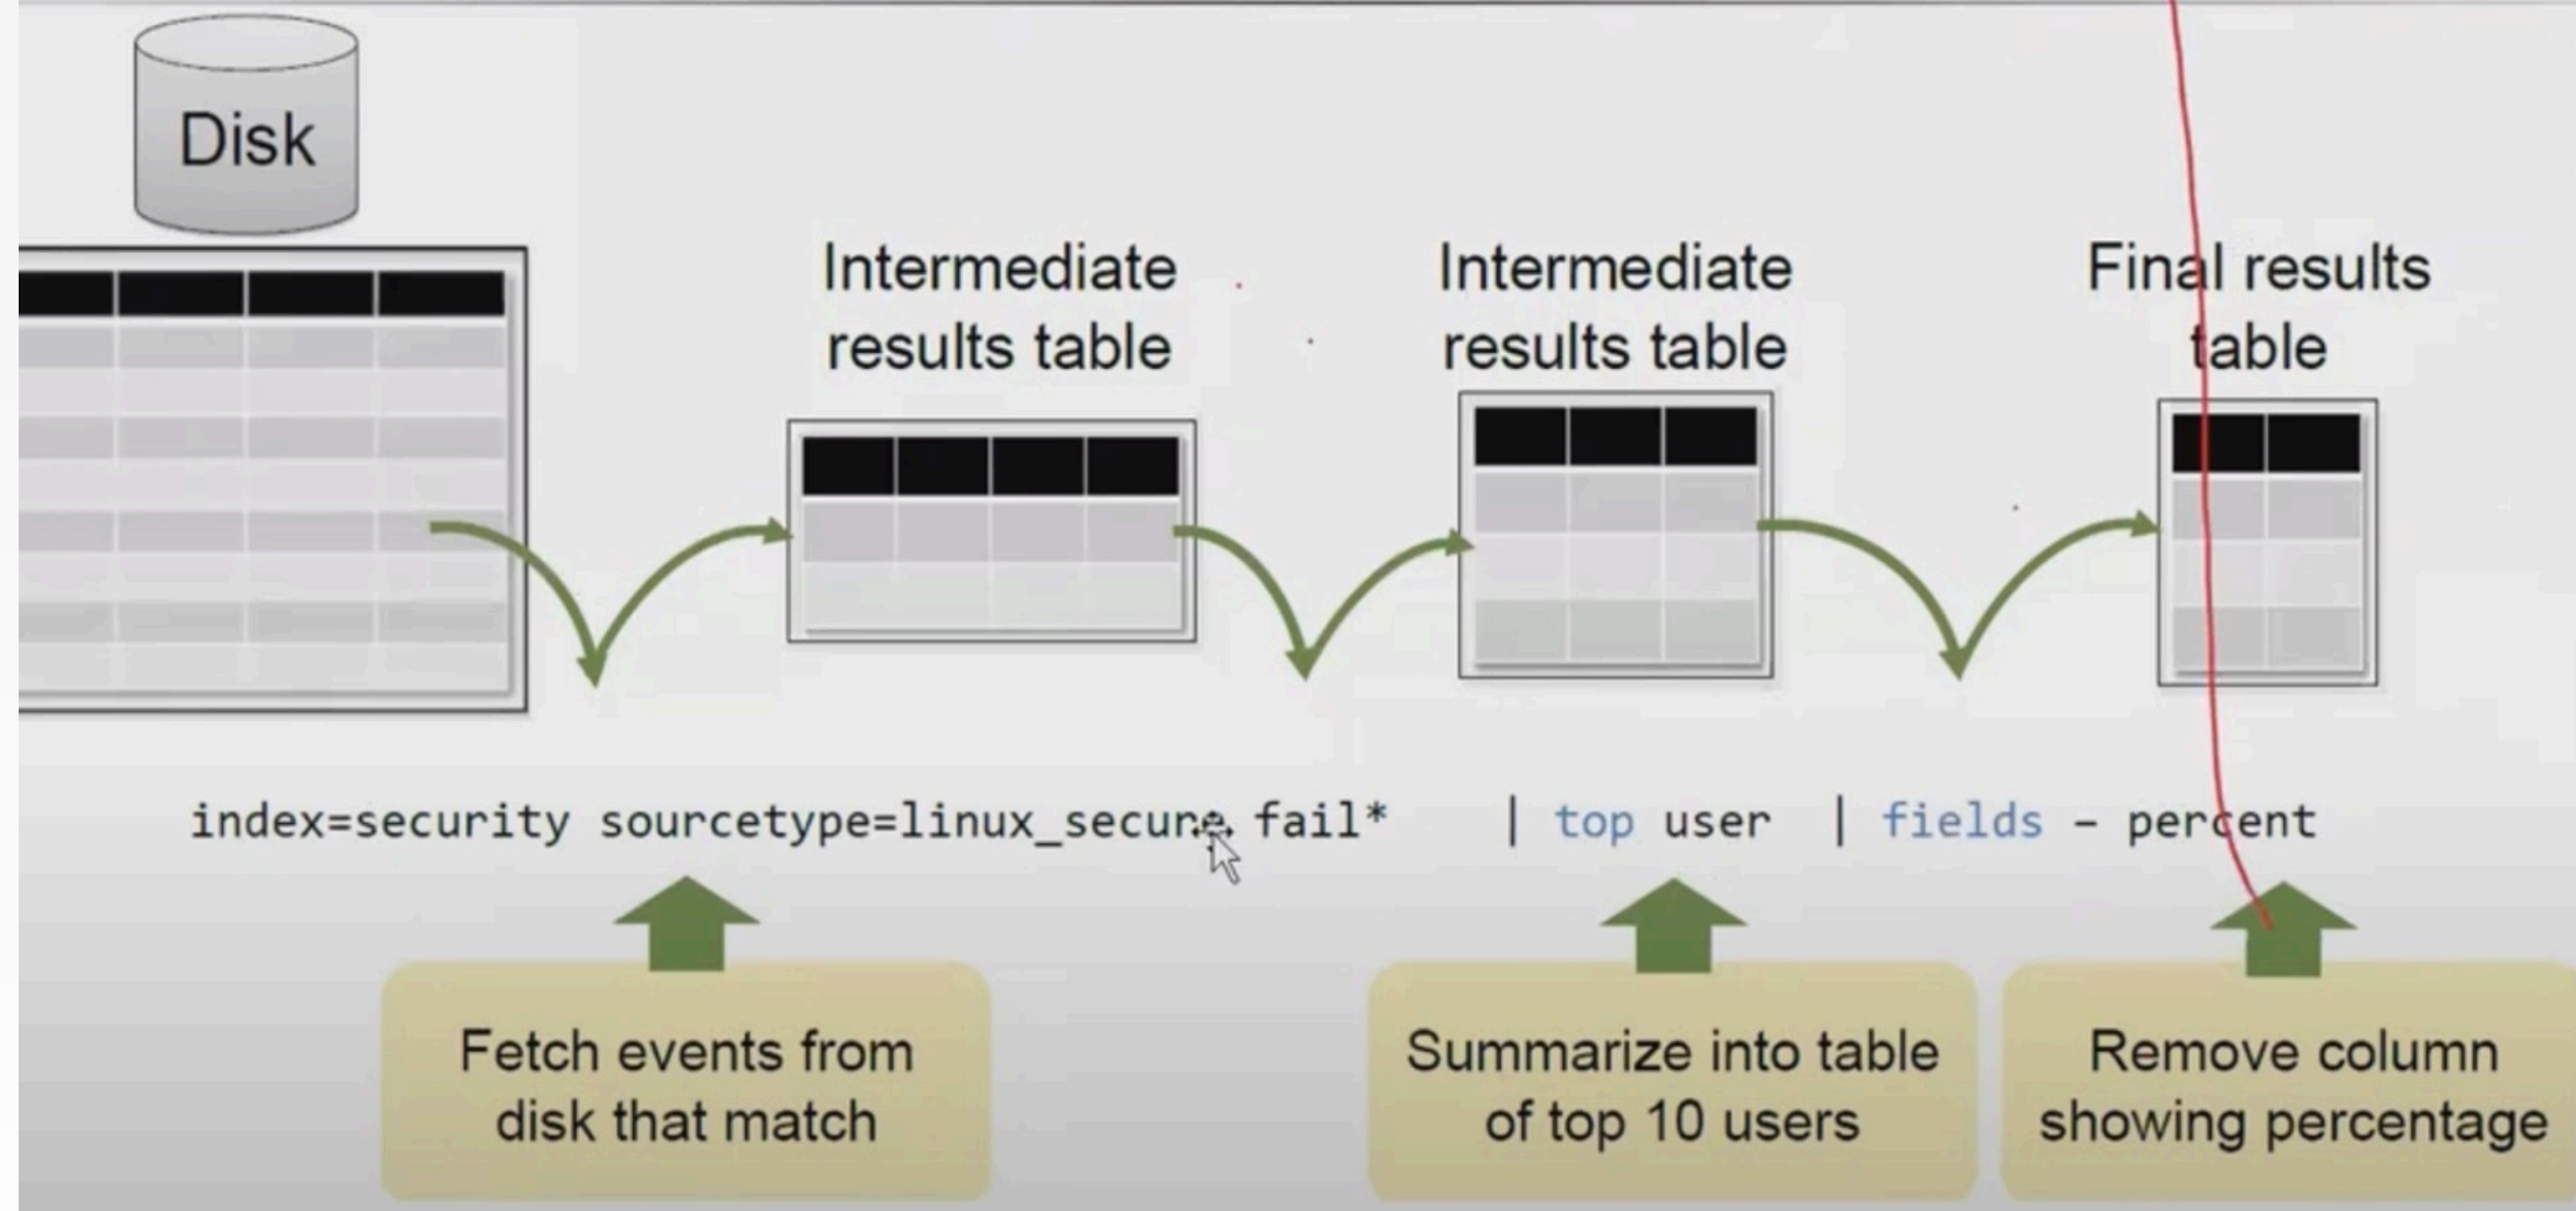 Disk
Intermediate
results table
Intermediate
results table
Final results
table
index=security sourcetype=linux_secure fail* | top user | fields – percent
Fetch events from
disk that match
Summarize into table
of top 10 users
Remove column
showing percentage